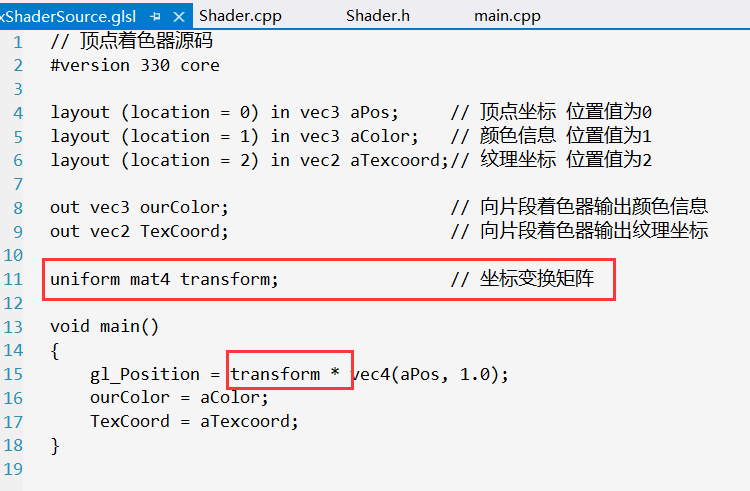 xShaderSource.glsl Shader.cpp Shader.h main.cpp
1 // 顶点着色器源码
2 #version 330 core
3
4 layout (location = 0) in vec3 aPos; // 顶点坐标 位置值为0
5 layout (location = 1) in vec3 aColor; // 颜色信息 位置值为1
6 layout (location = 2) in vec2 aTexcoord;// 纹理坐标 位置值为2
7
8 out vec3 ourColor; // 向片段着色器输出颜色信息
9 out vec2 TexCoord; // 向片段着色器输出纹理坐标
10
11 uniform mat4 transform; // 坐标变换矩阵
12
13 void main()
14 {
15 gl_Position = transform * vec4(aPos, 1.0);
16 ourColor = aColor;
17 TexCoord = aTexcoord;
18 }
19